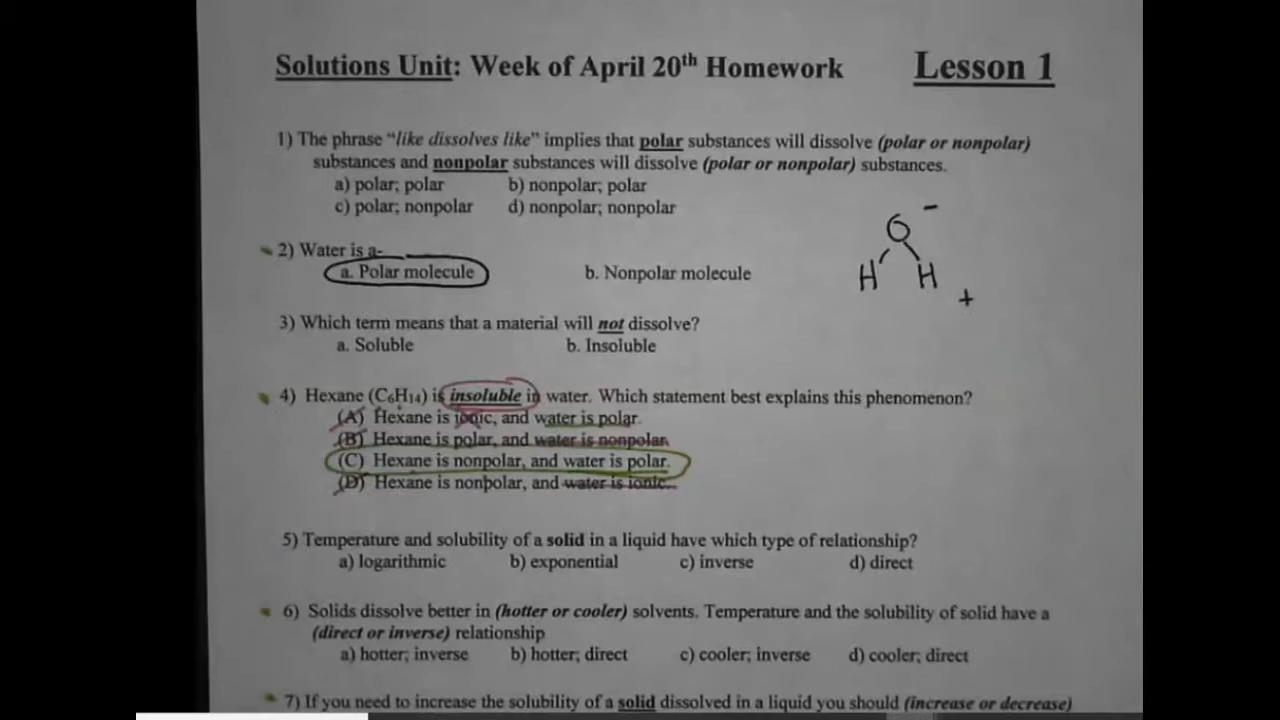 Solutions Unit: Week of April 20th Homework Lesson 1
1) The phrase "like dissolves like" implies that polar substances will dissolve (polar or nonpolar)
substances and nonpolar substances will dissolve (polar or nonpolar) substances.
a) polar; polar b) nonpolar; polar
c) polar; nonpolar d) nonpolar; nonpolar
O -
H H
+
2) Water is a-
a. Polar molecule b. Nonpolar molecule
3) Which term means that a material will not dissolve?
a. Soluble b. Insoluble
4) Hexane (C₆H₁₄) is insoluble in water. Which statement best explains this phenomenon?
(A) Hexane is ionic, and water is polar.
(B) Hexane is polar, and water is nonpolar.
(C) Hexane is nonpolar, and water is polar.
(D) Hexane is nonpolar, and water is ionic.
5) Temperature and solubility of a solid in a liquid have which type of relationship?
a) logarithmic b) exponential c) inverse d) direct
6) Solids dissolve better in (hotter or cooler) solvents. Temperature and the solubility of solid have a
(direct or inverse) relationship
a) hotter; inverse b) hotter; direct c) cooler; inverse d) cooler; direct
7) If you need to increase the solubility of a solid dissolved in a liquid you should (increase or decrease)